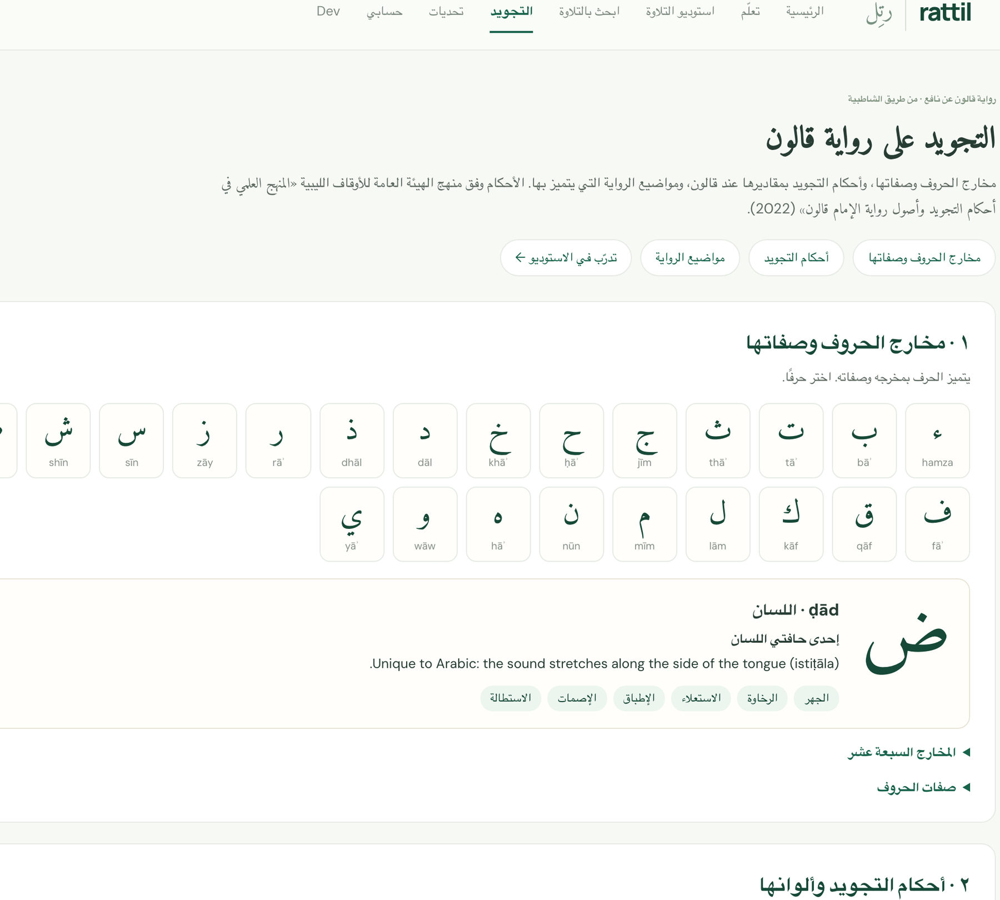 rattil رتِل الرئيسية تعلّم استوديو التلاوة ابحث بالتلاوة التجويد تحديات حسابي Dev
رواية قالون عن نافع · من طريق الشاطبية
التجويد على رواية قالون
مخارج الحروف وصفاتها، وأحكام التجويد بمقاديرها عند قالون، ومواضيع الرواية التي يتميز بها. الأحكام وفق منهج الهيئة العامة للأوقاف الليبية «المنهج العلمي في
أحكام التجويد وأصول رواية الإمام قالون» (2022).
مخارج الحروف وصفاتها أحكام التجويد مواضيع الرواية تدرّب في الاستوديو ←
١ · مخارج الحروف وصفاتها
يتميز الحرف بمخرجه وصفاته. اختر حرفًا.
ء ب ت ث ج ح خ د ذ ر ز س ش
hamza bāʾ tāʾ thāʾ jīm ḥāʾ khāʾ dāl dhāl rāʾ zāy sīn shīn
ف ق ك ل م ن ه و ي
fāʾ qāf kāf lām mīm nūn hāʾ wāw yāʾ
ض
ḍād · اللسان
إحدى حافتي اللسان
Unique to Arabic: the sound stretches along the side of the tongue (istiṭāla).
الجهر الرخاوة الاستعلاء الإطباق الإصمات الاستطالة
المخارج السبعة عشر
صفات الحروف
٢ · أحكام التجويد وألوانها